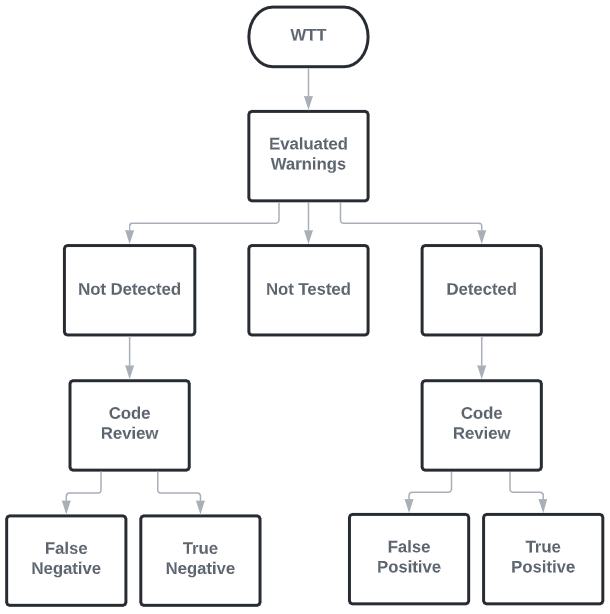 WTT
Evaluated
Warnings
Not Detected
Not Tested
Detected
Code
Review
Code
Review
False
Negative
True
Negative
False
Positive
True
Positive